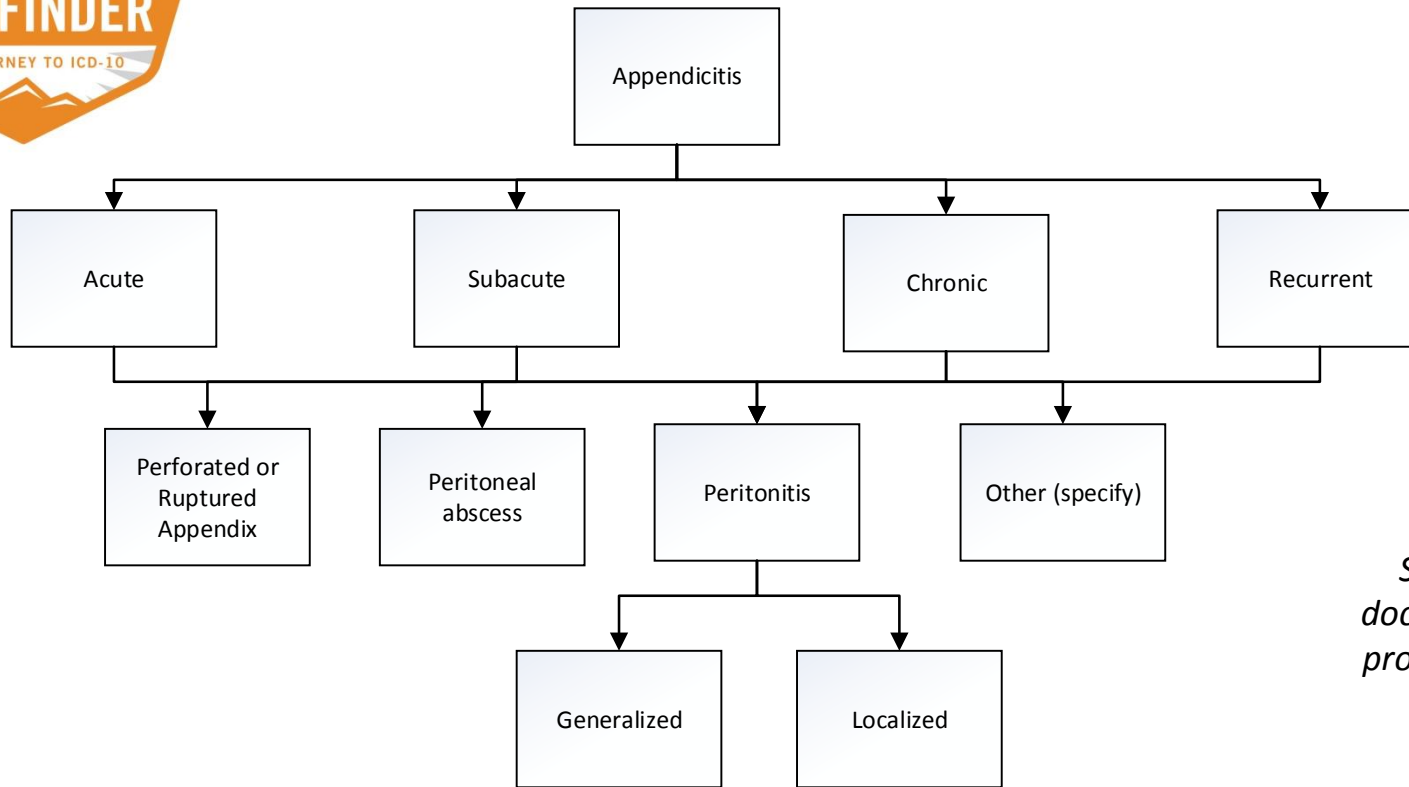 FINDER
RNEY TO ICD-10
Appendicitis
Acute
Subacute
Chronic
Recurrent
Perforated or
Ruptured
Appendix
Peritoneal
abscess
Peritonitis
Other (specify)
S
doc
pro
Generalized
Localized